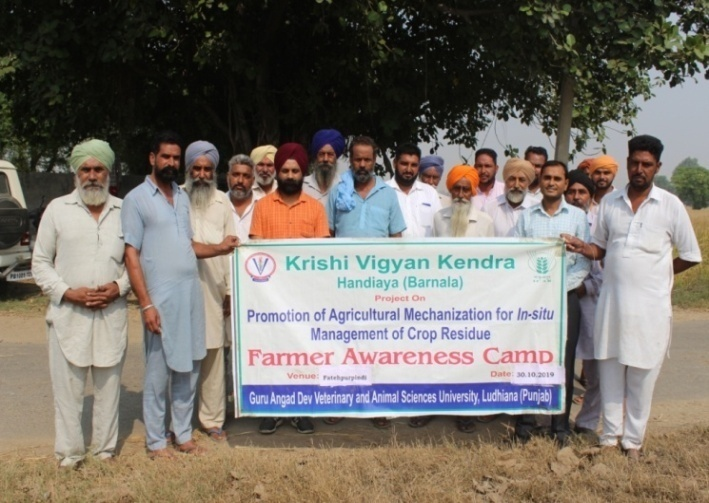 Krishi Vigyan Kendra
Handiaya (Barnala)
Project On
Promotion of Agricultural Mechanization for In-situ
Management of Crop Residue
Farmer Awareness Camp
Venue: Fatehpurpindi Date: 30.10.2019
Guru Angad Dev Veterinary and Animal Sciences University, Ludhiana (Punjab)